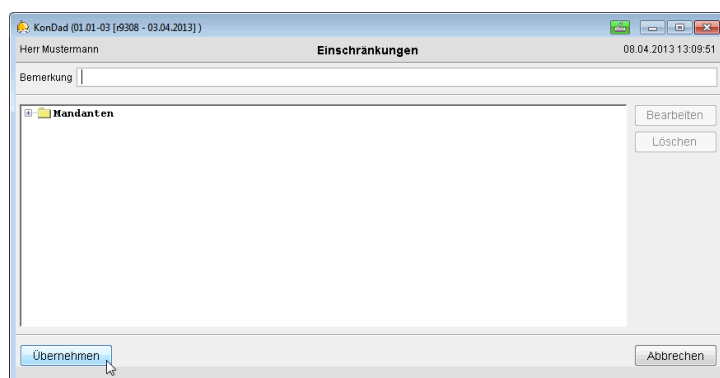 KonDad (01.01-03 [r9308 - 03.04.2013] )
Herr Mustermann Einschränkungen 08.04.2013 13:09:51
Bemerkung
Mandanten
Bearbeiten
Löschen
Übernehmen Abbrechen